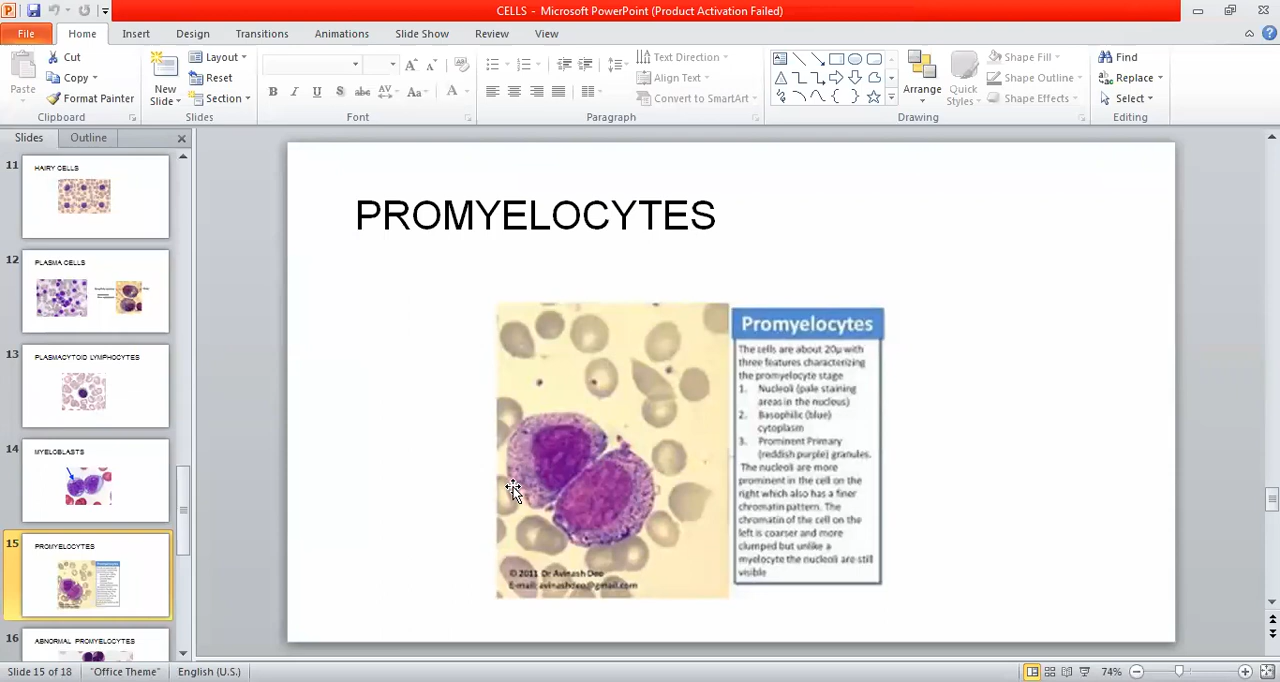 CELLS - Microsoft PowerPoint (Product Activation Failed)
File Home Insert Design Transitions Animations Slide Show Review View
Paste
Cut
Copy
Format Painter
Clipboard
New
Slide
Layout
Reset
Section
Slides
B I U S abc AV Aa A
Font
Text Direction
Align Text
Convert to SmartArt
Paragraph
Arrange
Quick
Styles
Shape Fill
Shape Outline
Shape Effects
Drawing
Find
Replace
Select
Editing
Slides Outline
11
HAIRY CELLS
12
PLASMA CELLS
13
PLASMACYTOID LYMPHOCYTES
14
MYELOBLASTS
15
PROMYELOCYTES
16
ABNORMAL PROMYELOCYTES
PROMYELOCYTES
Promyelocytes
The cells are about 20µ with
three features characterizing
the promyelocyte stage
1. Nucleoli (pale staining
areas in the nucleus)
2. Basophilic (blue)
cytoplasm
3. Prominent Primary
(reddish purple) granules.
The nucleoli are more
prominent in the cell on the
right which also has a finer
chromatin pattern. The
chromatin of the cell on the
left is coarser and more
clumped but unlike a
myelocyte the nucleoli are still
visible
© 2011 Dr Avinash Deo
E-mail: avinashdeo@gmail.com
Slide 15 of 18 "Office Theme" English (U.S.) 74%